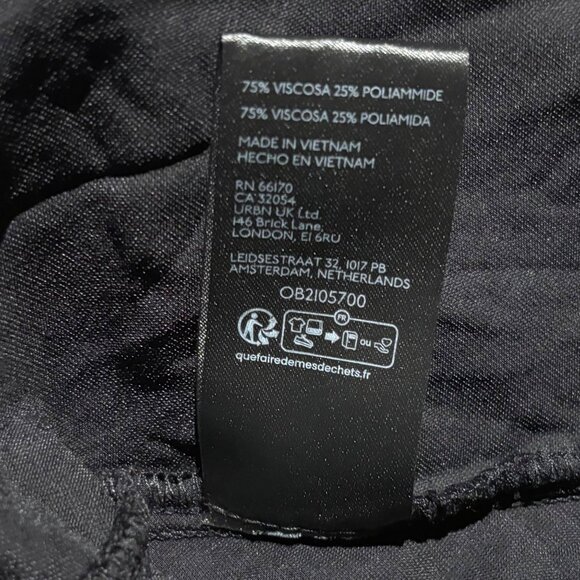 75% VISCOSA 25% POLIAMMIDE
75% VISCOSA 25% POLIAMIDA
MADE IN VIETNAM
HECHO EN VIETNAM
RN 66170
CA 32054
URBN UK Ltd.
146 Brick Lane,
LONDON, E1 6RU
LEIDSESTRAAT 32, 1017 PB
AMSTERDAM, NETHERLANDS
OB2105700
FR
ou
quefairedemesdechets.fr